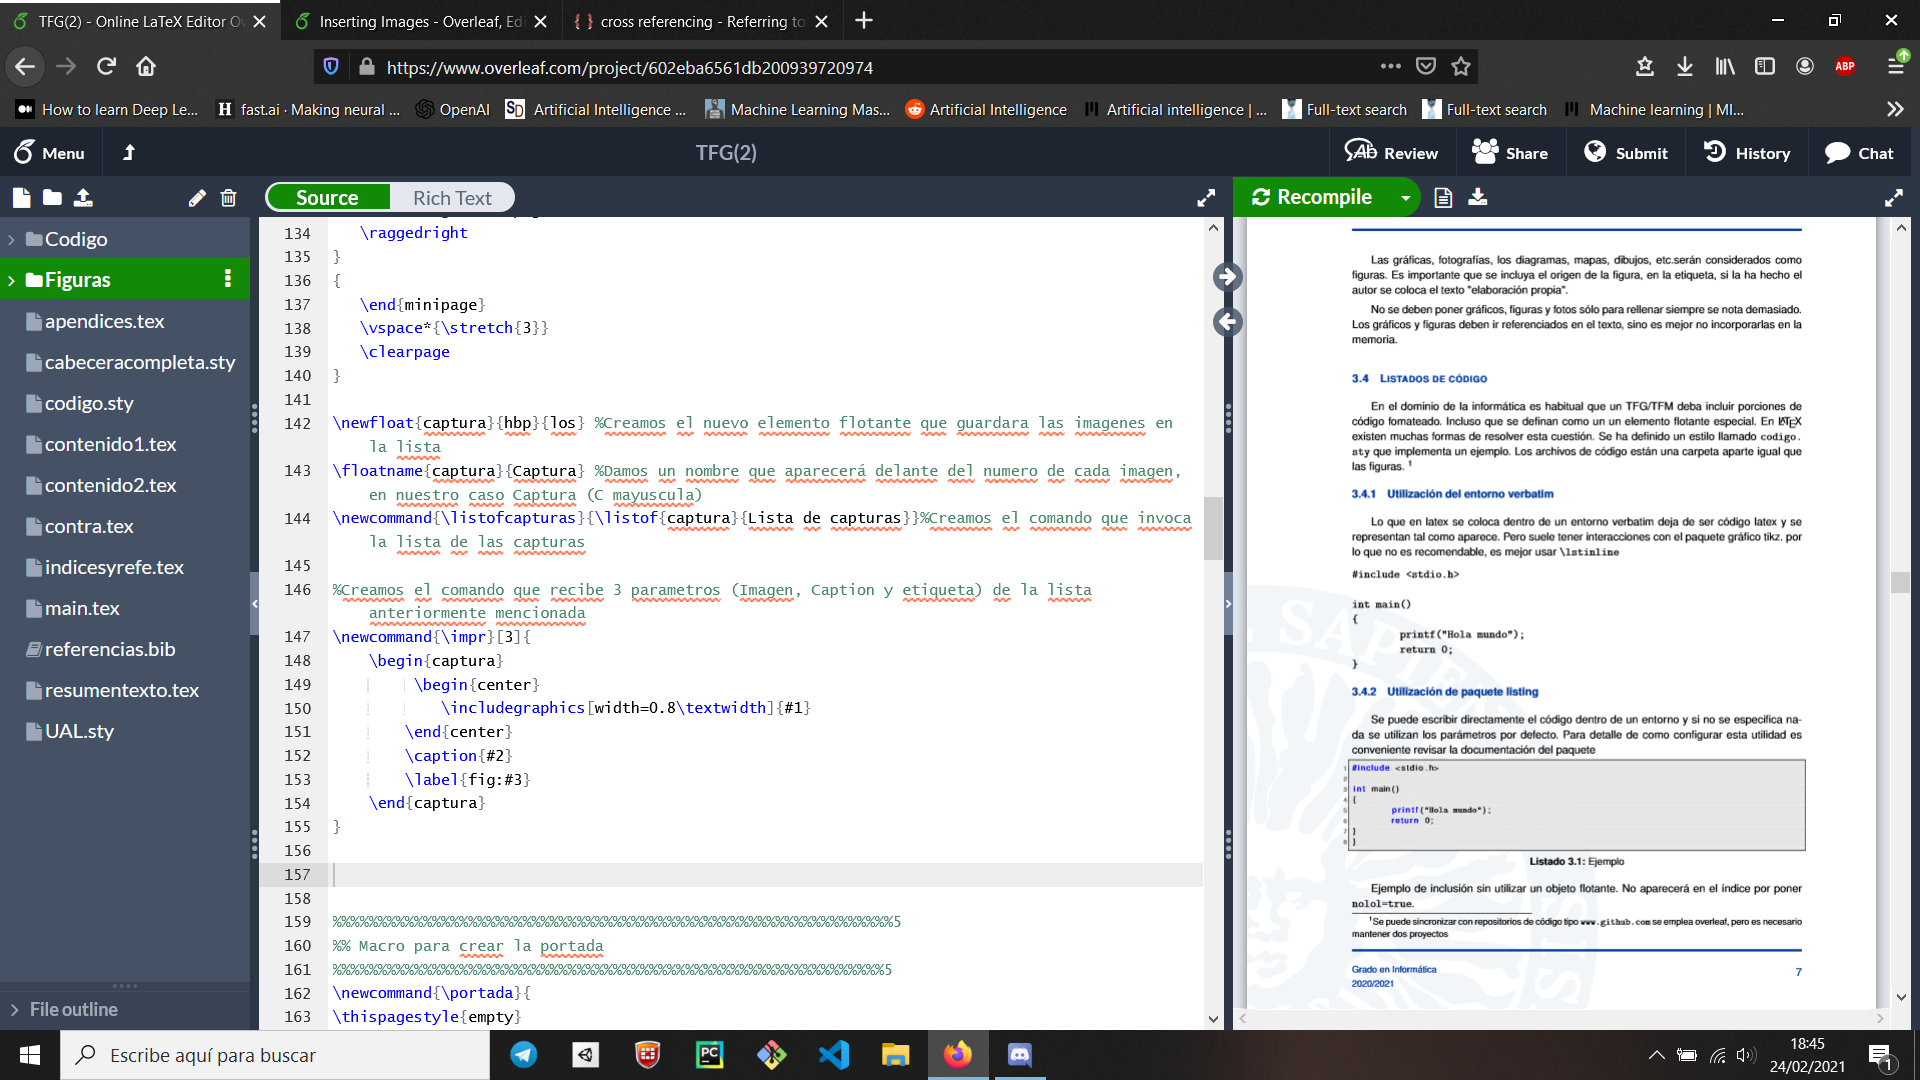 TFG(2) - Online LaTeX Editor Ov
Inserting Images - Overleaf, Edi
cross referencing - Referring to
https://www.overleaf.com/project/602eba6561db200939720974
ABP
How to learn Deep Le...
fast.ai · Making neural ...
OpenAI
Artificial Intelligence ...
Machine Learning Mas...
Artificial Intelligence
Artificial intelligence | ...
Full-text search
Full-text search
Machine learning | MI...
Menu
TFG(2)
Review
Share
Submit
History
Chat
Source
Rich Text
Recompile
Codigo
Figuras
apendices.tex
cabeceracompleta.sty
codigo.sty
contenido1.tex
contenido2.tex
contra.tex
indicesyrefe.tex
main.tex
referencias.bib
resumentexto.tex
UAL.sty
File outline
134 \raggedright
135 }
136 {
137 \end{minipage}
138 \vspace*{\stretch{3}}
139 \clearpage
140 }
141
142 \newfloat{captura}{hbp}{los} %Creamos el nuevo elemento flotante que guardara las imagenes en
la lista
143 \floatname{captura}{Captura} %Damos un nombre que aparecerá delante del numero de cada imagen,
en nuestro caso Captura (C mayuscula)
144 \newcommand{\listofcapturas}{\listof{captura}{Lista de capturas}}%Creamos el comando que invoca
la lista de las capturas
145
146 %Creamos el comando que recibe 3 parametros (Imagen, Caption y etiqueta) de la lista
anteriormente mencionada
147 \newcommand{\impr}[3]{
148 \begin{captura}
149 \begin{center}
150 \includegraphics[width=0.8\textwidth]{#1}
151 \end{center}
152 \caption{#2}
153 \label{fig:#3}
154 \end{captura}
155 }
156
157
158
159 %%%%%%%%%%%%%%%%%%%%%%%%%%%%%%%%%%%%%%%%%%%%%%%%%%%%%%%%%%%%%%5
160 %% Macro para crear la portada
161 %%%%%%%%%%%%%%%%%%%%%%%%%%%%%%%%%%%%%%%%%%%%%%%%%%%%%%%%%%%%%5
162 \newcommand{\portada}{
163 \thispagestyle{empty}
Las gráficas, fotografías, los diagramas, mapas, dibujos, etc.serán considerados como
figuras. Es importante que se incluya el origen de la figura, en la etiqueta, si la ha hecho el
autor se coloca el texto "elaboración propia".
No se deben poner gráficos, figuras y fotos sólo para rellenar siempre se nota demasiado.
Los gráficos y figuras deben ir referenciados en el texto, sino es mejor no incorporarlas en la
memoria.
3.4 LISTADOS DE CÓDIGO
En el dominio de la informática es habitual que un TFG/TFM deba incluir porciones de
código fomateado. Incluso que se definan como un un elemento flotante especial. En LATEX
existen muchas formas de resolver esta cuestión. Se ha definido un estilo llamado codigo.
sty que implementa un ejemplo. Los archivos de código están una carpeta aparte igual que
las figuras. 1
3.4.1 Utilización del entorno verbatim
Lo que en latex se coloca dentro de un entorno verbatim deja de ser código latex y se
representan tal como aparece. Pero suele tener interacciones con el paquete gráfico tikz. por
lo que no es recomendable, es mejor usar \lstinline
#include <stdio.h>
int main()
{
printf("Hola mundo");
return 0;
}
3.4.2 Utilización de paquete listing
Se puede escribir directamente el código dentro de un entorno y si no se especifica na-
da se utilizan los parámetros por defecto. Para detalle de como configurar esta utilidad es
conveniente revisar la documentación del paquete
1 #include <stdio.h>
2
3 int main()
4 {
5 printf("Hola mundo");
6 return 0;
7 }
8 }
Listado 3.1: Ejemplo
Ejemplo de inclusión sin utilizar un objeto flotante. No aparecerá en el índice por poner
nolol=true.
1Se puede sincronizar con repositorios de código tipo www.github.com se emplea overleaf, pero es necesario
mantener dos proyectos
Grado en Informática
7
2020/2021
Escribe aquí para buscar
18:45
24/02/2021
1